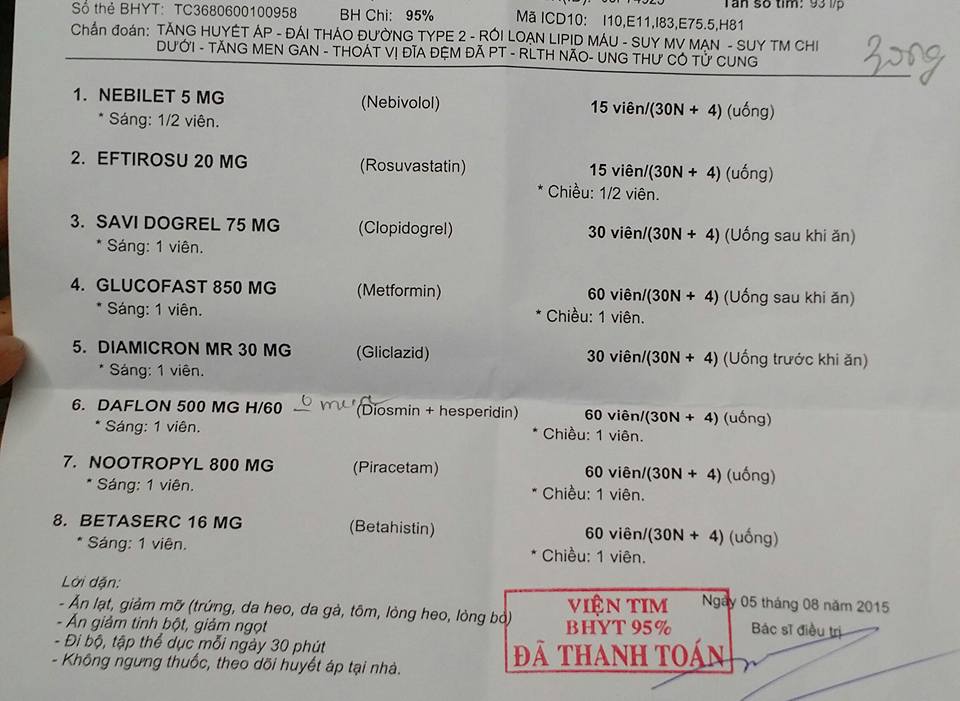 Số thẻ BHYT: TC3680600100958 BH Chi: 95% Mã ICD10: I10,E11,I83,E75.5,H81 Tần số tim: 93 l/p
Chẩn đoán: TĂNG HUYẾT ÁP - ĐÁI THÁO ĐƯỜNG TYPE 2 - RỐI LOẠN LIPID MÁU - SUY MV MẠN - SUY TM CHI
DƯỚI - TĂNG MEN GAN - THOÁT VỊ ĐĨA ĐỆM ĐÃ PT - RLTH NÃO- UNG THƯ CỔ TỬ CUNG
1. NEBILET 5 MG (Nebivolol) 15 viên/(30N + 4) (uống)
* Sáng: 1/2 viên.
2. EFTIROSU 20 MG (Rosuvastatin) 15 viên/(30N + 4) (uống)
* Chiều: 1/2 viên.
3. SAVI DOGREL 75 MG (Clopidogrel) 30 viên/(30N + 4) (Uống sau khi ăn)
* Sáng: 1 viên.
4. GLUCOFAST 850 MG (Metformin) 60 viên/(30N + 4) (Uống sau khi ăn)
* Sáng: 1 viên. * Chiều: 1 viên.
5. DIAMICRON MR 30 MG (Gliclazid) 30 viên/(30N + 4) (Uống trước khi ăn)
* Sáng: 1 viên.
6. DAFLON 500 MG H/60 (Diosmin + hesperidin) 60 viên/(30N + 4) (uống)
* Sáng: 1 viên. * Chiều: 1 viên.
7. NOOTROPYL 800 MG (Piracetam) 60 viên/(30N + 4) (uống)
* Sáng: 1 viên. * Chiều: 1 viên.
8. BETASERC 16 MG (Betahistin) 60 viên/(30N + 4) (uống)
* Sáng: 1 viên. * Chiều: 1 viên.
Lời dặn:
- Ăn lạt, giảm mỡ (trứng, da heo, da gà, tôm, lòng heo, lòng bò)
- Ăn giảm tinh bột, giảm ngọt
- Đi bộ, tập thể dục mỗi ngày 30 phút
- Không ngưng thuốc, theo dõi huyết áp tại nhà.
VIỆN TIM
BHYT 95%
ĐÃ THANH TOÁN
Ngày 05 tháng 08 năm 2015
Bác sĩ điều trị